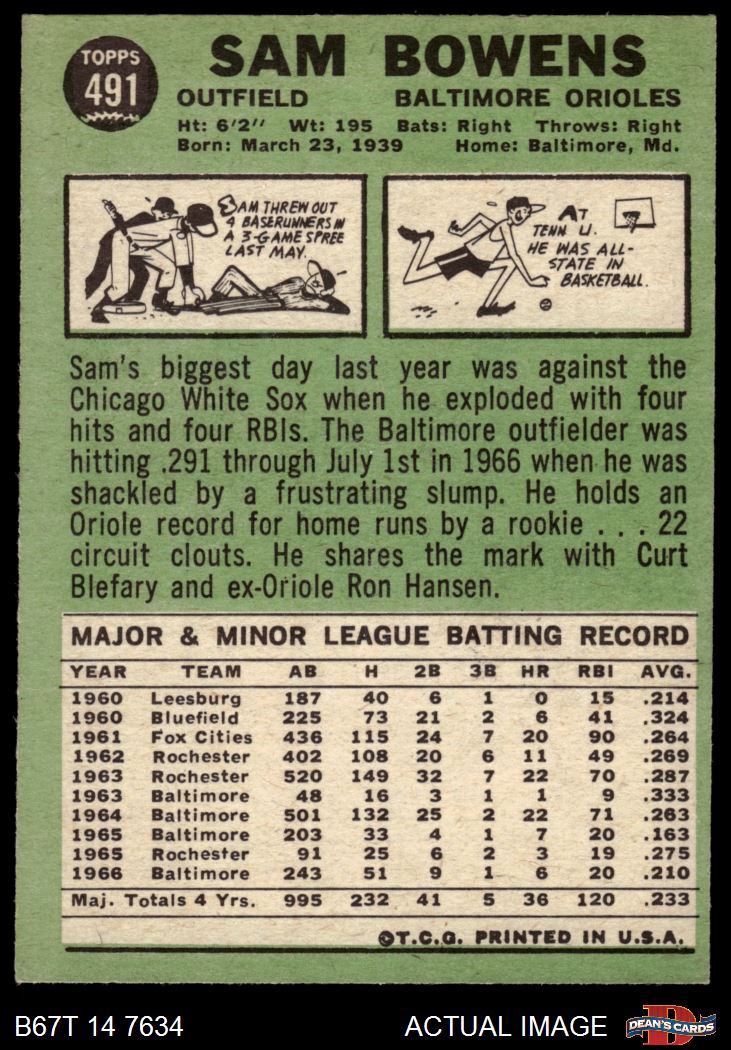 TOPPS
491
SAM BOWENS
OUTFIELD BALTIMORE ORIOLES
Ht: 6'2" Wt: 195 Bats: Right Throws: Right
Born: March 23, 1939 Home: Baltimore, Md.
SAM THREW OUT
4 BASERUNNERS IN
A 3-GAME SPREE
LAST MAY.
AT
TENN U.
HE WAS ALL-
STATE IN
BASKETBALL.
Sam's biggest day last year was against the
Chicago White Sox when he exploded with four
hits and four RBIs. The Baltimore outfielder was
hitting .291 through July 1st in 1966 when he was
shackled by a frustrating slump. He holds an
Oriole record for home runs by a rookie . . . 22
circuit clouts. He shares the mark with Curt
Blefary and ex-Oriole Ron Hansen.
MAJOR & MINOR LEAGUE BATTING RECORD
YEAR TEAM AB H 2B 3B HR RBI AVG.
1960 Leesburg 187 40 6 1 0 15 .214
1960 Bluefield 225 73 21 2 6 41 .324
1961 Fox Cities 436 115 24 7 20 90 .264
1962 Rochester 402 108 20 6 11 49 .269
1963 Rochester 520 149 32 7 22 70 .287
1963 Baltimore 48 16 3 1 1 9 .333
1964 Baltimore 501 132 25 2 22 71 .263
1965 Baltimore 203 33 4 1 7 20 .163
1965 Rochester 91 25 6 2 3 19 .275
1966 Baltimore 243 51 9 1 6 20 .210
Maj. Totals 4 Yrs. 995 232 41 5 36 120 .233
©T.C.G. PRINTED IN U.S.A.
B67T 14 7634 ACTUAL IMAGE DEAN'S CARDS